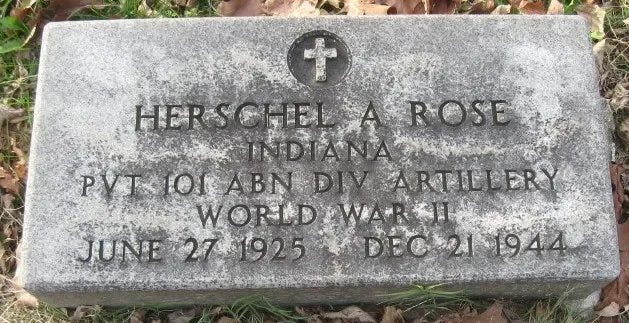 HERSCHEL A ROSE
INDIANA
PVT 101 ABN DIV ARTILLERY
WORLD WAR II
JUNE 27 1925 DEC 21 1944